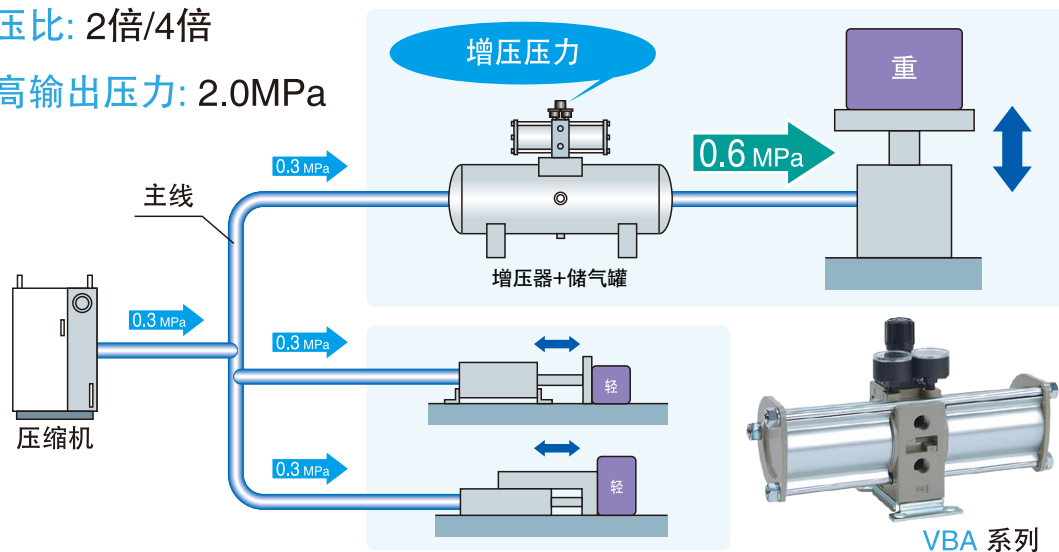 压比: 2倍/4倍
高输出压力: 2.0MPa
增压压力
重
0.3 MPa
0.6 MPa
主线
增压器+储气罐
0.3 MPa
0.3 MPa
轻
压缩机
0.3 MPa
轻
VBA 系列